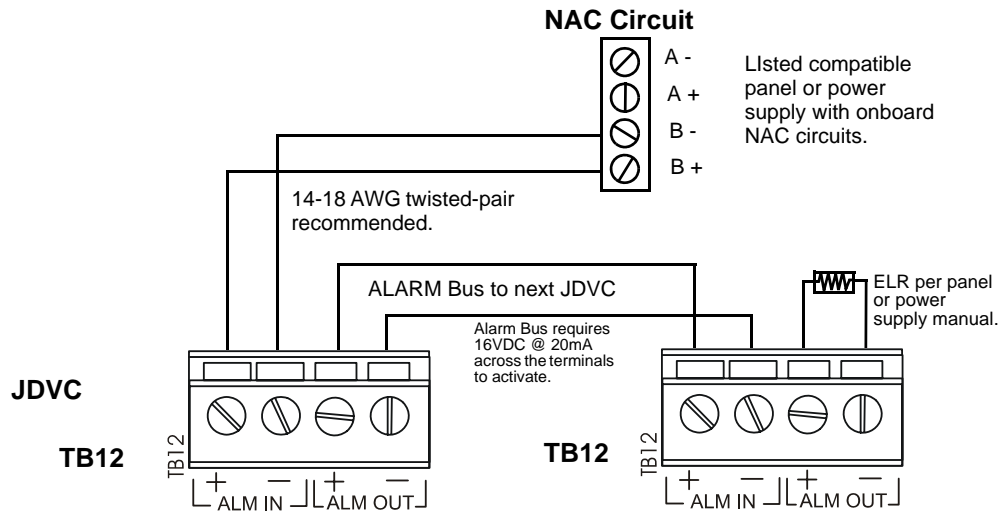 NAC Circuit
A -
A +
B -
B +
LIsted compatible
panel or power
supply with onboard
NAC circuits.
14-18 AWG twisted-pair
recommended.
ALARM Bus to next JDVC
ELR per panel
or power
supply manual.
Alarm Bus requires
16VDC @ 20mA
across the terminals
to activate.
JDVC
TB12
TB12
+ − + −
ALM IN ALM OUT
TB12
TB12
+ − + −
ALM IN ALM OUT